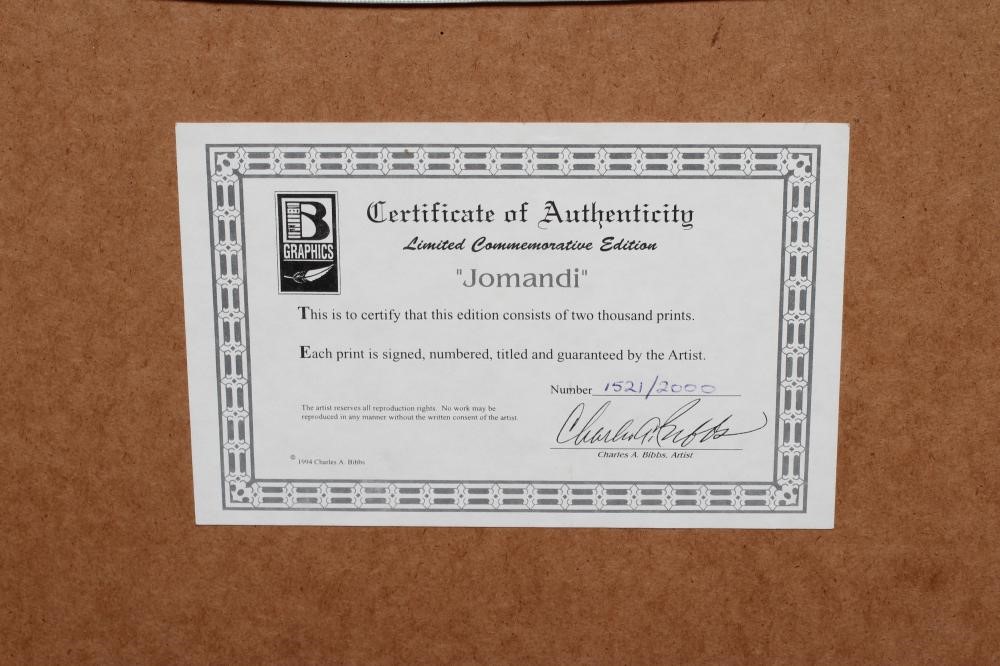 B
GRAPHICS
Certificate of Authenticity
Limited Commemorative Edition
"Jomandi"
This is to certify that this edition consists of two thousand prints.
Each print is signed, numbered, titled and guaranteed by the Artist.
Number 1521/2000
The artist reserves all reproduction rights. No work may be
reproduced in any manner without the written consent of the artist.
Charles A. Bibbs
Charles A. Bibbs, Artist
© 1994 Charles A. Bibbs